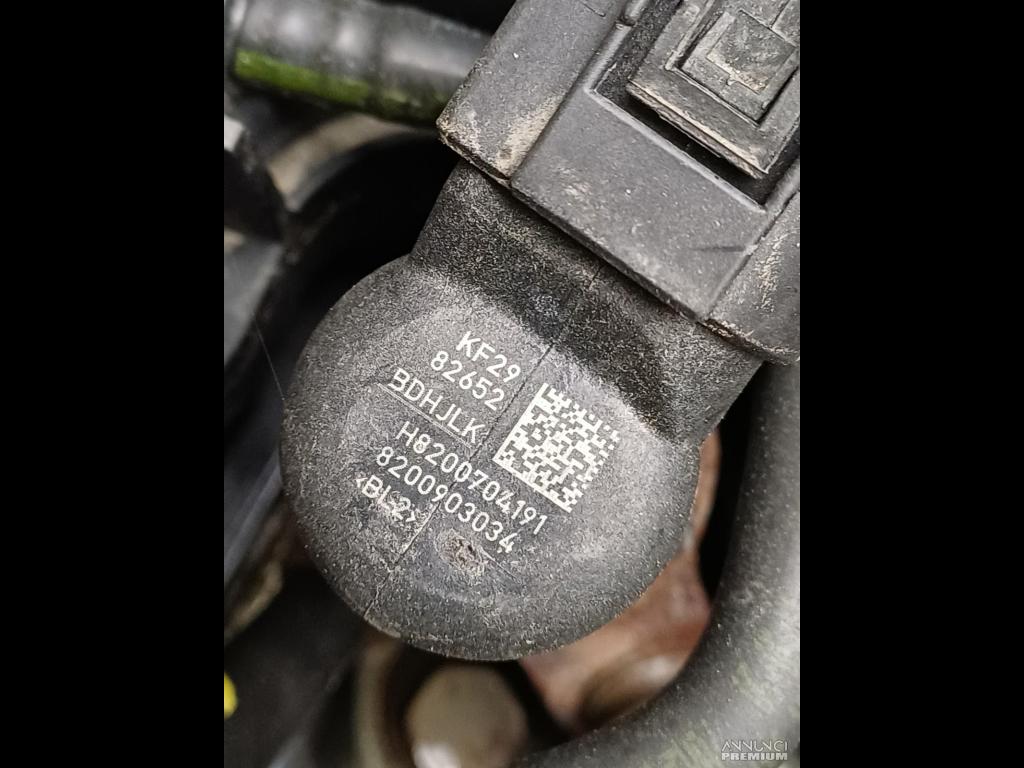 KF29
82652
BDHJLK
H8200704191
8200903034
<BL2>
ANNUNCI
PREMIUM